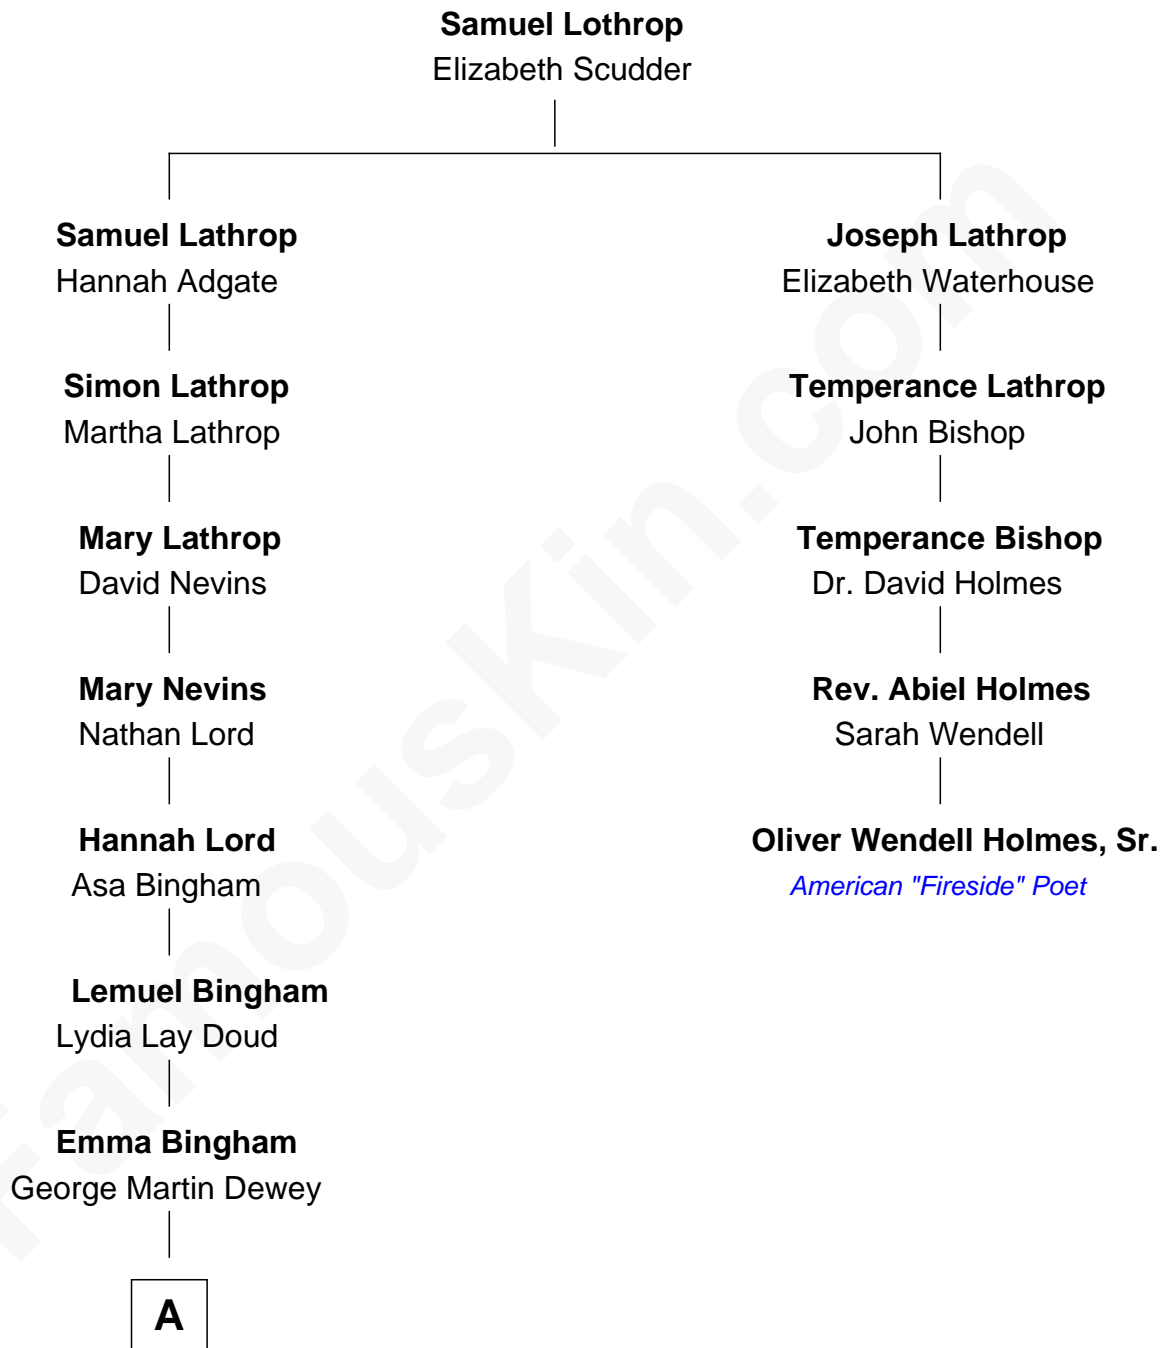 Samuel Lothrop
Elizabeth Scudder
Samuel Lathrop
Hannah Adgate
Joseph Lathrop
Elizabeth Waterhouse
Simon Lathrop
Martha Lathrop
Temperance Lathrop
John Bishop
Mary Lathrop
David Nevins
Temperance Bishop
Dr. David Holmes
Mary Nevins
Nathan Lord
Rev. Abiel Holmes
Sarah Wendell
Hannah Lord
Asa Bingham
Oliver Wendell Holmes, Sr.
American "Fireside" Poet
Lemuel Bingham
Lydia Lay Doud
Emma Bingham
George Martin Dewey
A
FamousKin.com